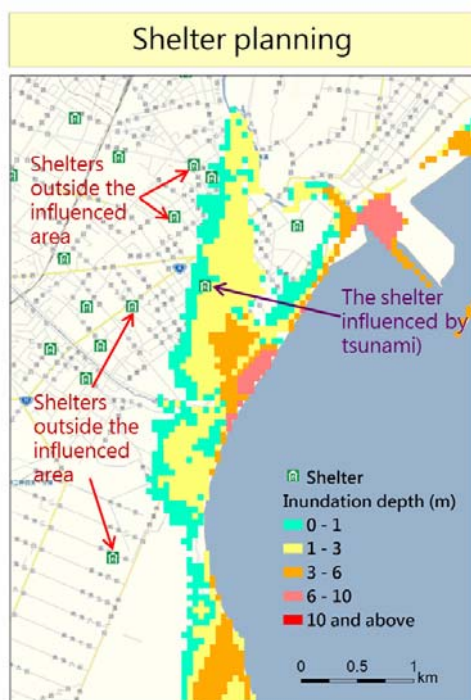 Shelter planning
Shelters
outside the
influenced
area
The shelter
influenced by
tsunami)
Shelters
outside the
influenced
area
Shelter
Inundation depth (m)
0 - 1
1 - 3
3 - 6
6 - 10
10 and above
0 0.5 1
km